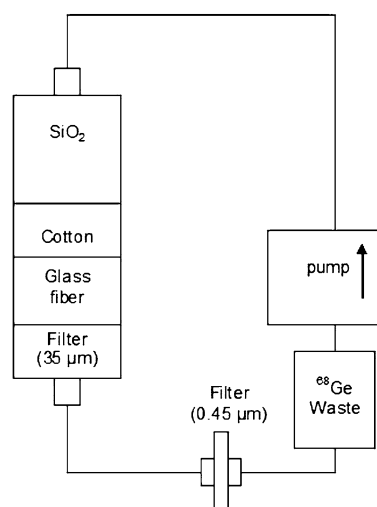 SiO₂
Cotton
Glass
fiber
Filter
(35 µm)
pump
⁶⁸Ge
Waste
Filter
(0.45 µm)